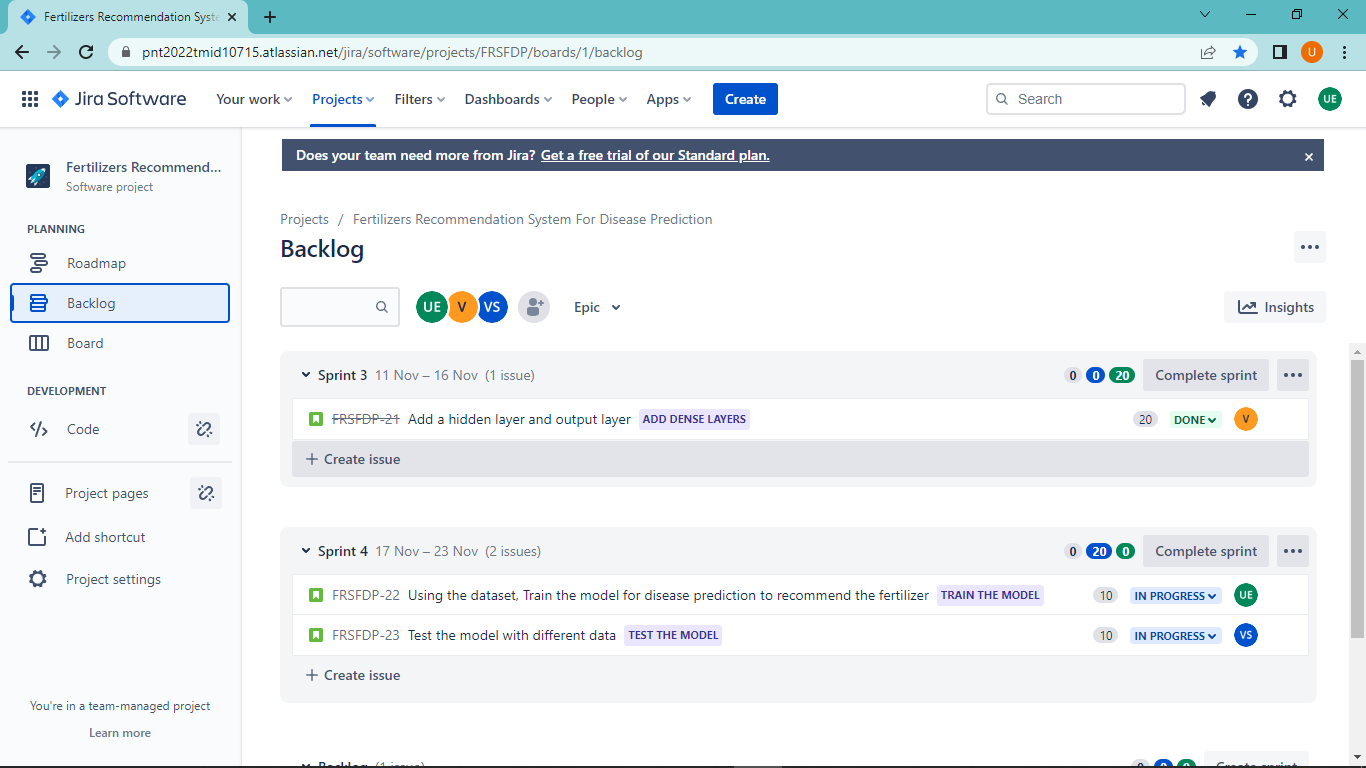 Fertilizers Recommendation Syste
pnt2022tmid10715.atlassian.net/jira/software/projects/FRSFDP/boards/1/backlog
U
Jira Software Your work Projects Filters Dashboards People Apps Create Search UE
Does your team need more from Jira? Get a free trial of our Standard plan.
Fertilizers Recommend...
Software project
PLANNING
Roadmap
Backlog
Board
DEVELOPMENT
Code
Project pages
Add shortcut
Project settings
You're in a team-managed project
Learn more
Projects / Fertilizers Recommendation System For Disease Prediction
Backlog
UE V VS Epic Insights
Sprint 3 11 Nov – 16 Nov (1 issue) 0 0 20 Complete sprint
FRSFDP-21 Add a hidden layer and output layer ADD DENSE LAYERS 20 DONE V
+ Create issue
Sprint 4 17 Nov – 23 Nov (2 issues) 0 20 0 Complete sprint
FRSFDP-22 Using the dataset, Train the model for disease prediction to recommend the fertilizer TRAIN THE MODEL 10 IN PROGRESS UE
FRSFDP-23 Test the model with different data TEST THE MODEL 10 IN PROGRESS VS
+ Create issue
Backlog (1 issue) 0 0 0 Create sprint